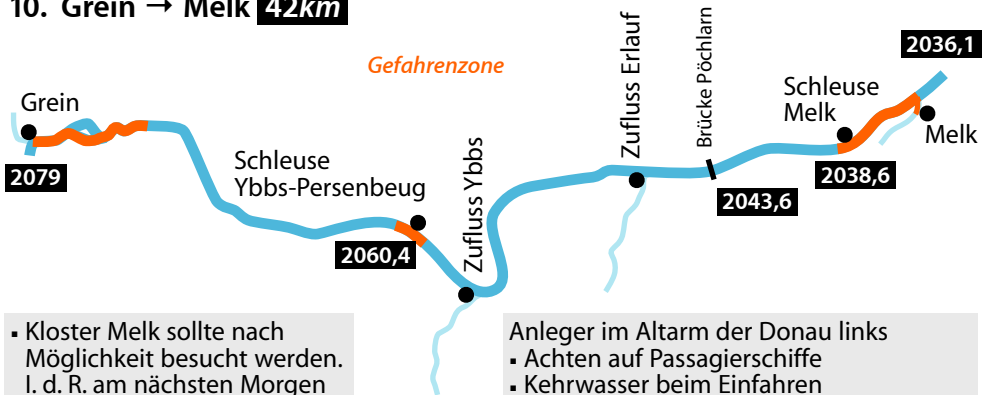 10. Grein → Melk 42km
Gefahrenzone
2036,1
Grein
2079
Schleuse
Ybbs-Persenbeug
2060,4
Zufluss Ybbs
Zufluss Erlauf
Brücke Pöchlarn
2043,6
Schleuse
Melk
2038,6
Melk
▪ Kloster Melk sollte nach
Möglichkeit besucht werden.
I. d. R. am nächsten Morgen
Anleger im Altarm der Donau links
▪ Achten auf Passagierschiffe
▪ Kehrwasser beim Einfahren